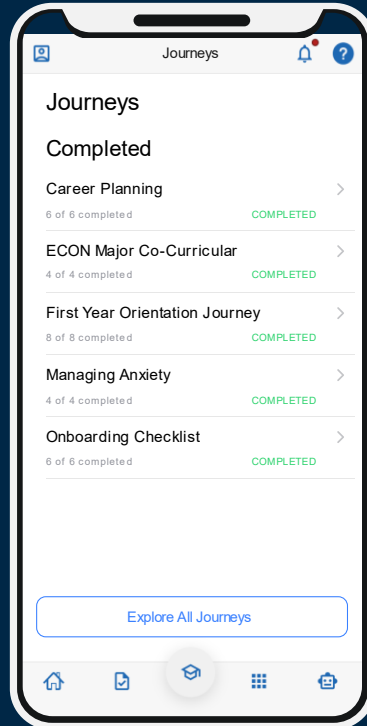 Journeys
?
Journeys
Completed
Career Planning
6 of 6 completed COMPLETED
ECON Major Co-Curricular
4 of 4 completed COMPLETED
First Year Orientation Journey
8 of 8 completed COMPLETED
Managing Anxiety
4 of 4 completed COMPLETED
Onboarding Checklist
6 of 6 completed COMPLETED
Explore All Journeys